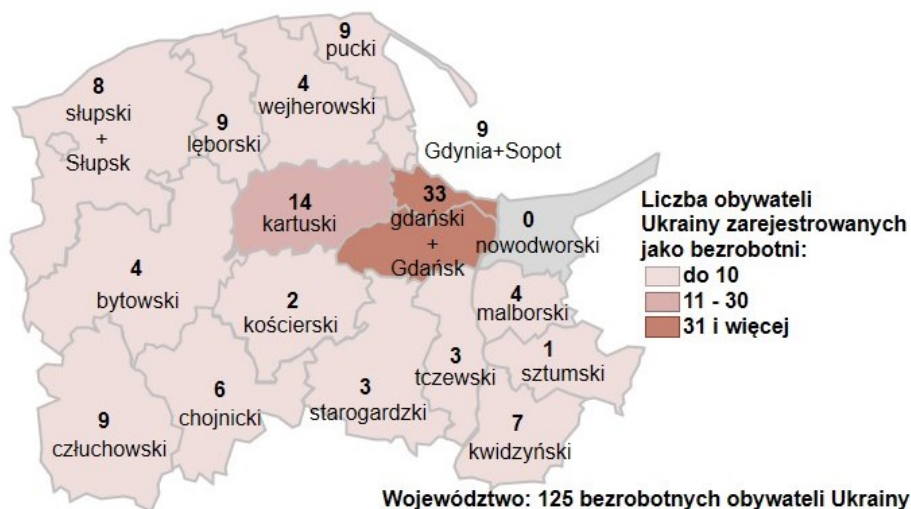 9
pucki
8
słupski
+
Słupsk
4
wejherowski
9
lęborski
9
Gdynia+Sopot
14
kartuski
33
gdański
+
Gdańsk
0
nowodworski
Liczba obywateli
Ukrainy zarejestrowanych
jako bezrobotni:
do 10
11 - 30
31 i więcej
4
bytowski
2
kościerski
4
malborski
1
sztumski
3
tczewski
3
starogardzki
6
chojnicki
9
człuchowski
7
kwidzyński
Województwo: 125 bezrobotnych obywateli Ukrainy